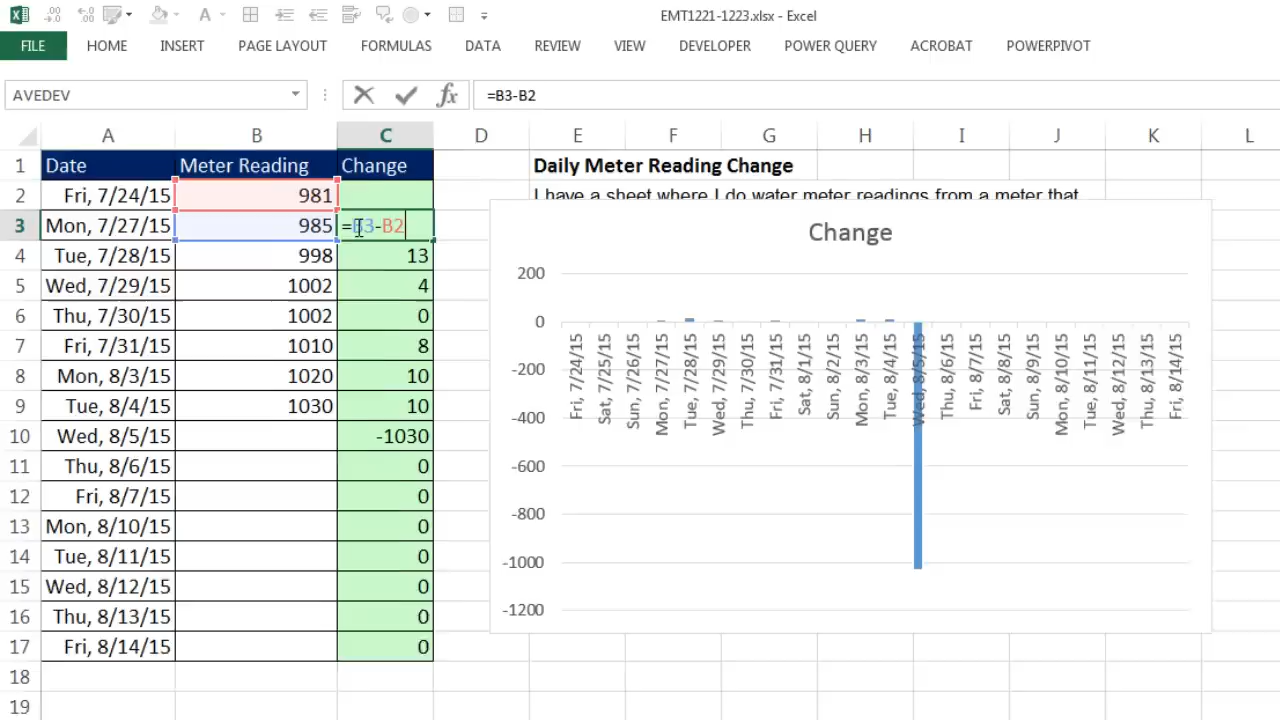 EMT1221-1223.xlsx - Excel
FILE HOME INSERT PAGE LAYOUT FORMULAS DATA REVIEW VIEW DEVELOPER POWER QUERY ACROBAT POWERPIVOT
AVEDEV fx =B3-B2
A B C D E F G H I J K L
1 Date Meter Reading Change Daily Meter Reading Change
2 Fri, 7/24/15 981 I have a sheet where I do water meter readings from a meter that
3 Mon, 7/27/15 985 =B3-B2
4 Tue, 7/28/15 998 13
5 Wed, 7/29/15 1002 4
6 Thu, 7/30/15 1002 0
7 Fri, 7/31/15 1010 8
8 Mon, 8/3/15 1020 10
9 Tue, 8/4/15 1030 10
10 Wed, 8/5/15 -1030
11 Thu, 8/6/15 0
12 Fri, 8/7/15 0
13 Mon, 8/10/15 0
14 Tue, 8/11/15 0
15 Wed, 8/12/15 0
16 Thu, 8/13/15 0
17 Fri, 8/14/15 0
18
19
Change
200
0
-200
-400
-600
-800
-1000
-1200
Fri, 7/24/15
Sat, 7/25/15
Sun, 7/26/15
Mon, 7/27/15
Tue, 7/28/15
Wed, 7/29/15
Thu, 7/30/15
Fri, 7/31/15
Sat, 8/1/15
Sun, 8/2/15
Mon, 8/3/15
Tue, 8/4/15
Wed, 8/5/15
Thu, 8/6/15
Fri, 8/7/15
Sat, 8/8/15
Sun, 8/9/15
Mon, 8/10/15
Tue, 8/11/15
Wed, 8/12/15
Thu, 8/13/15
Fri, 8/14/15